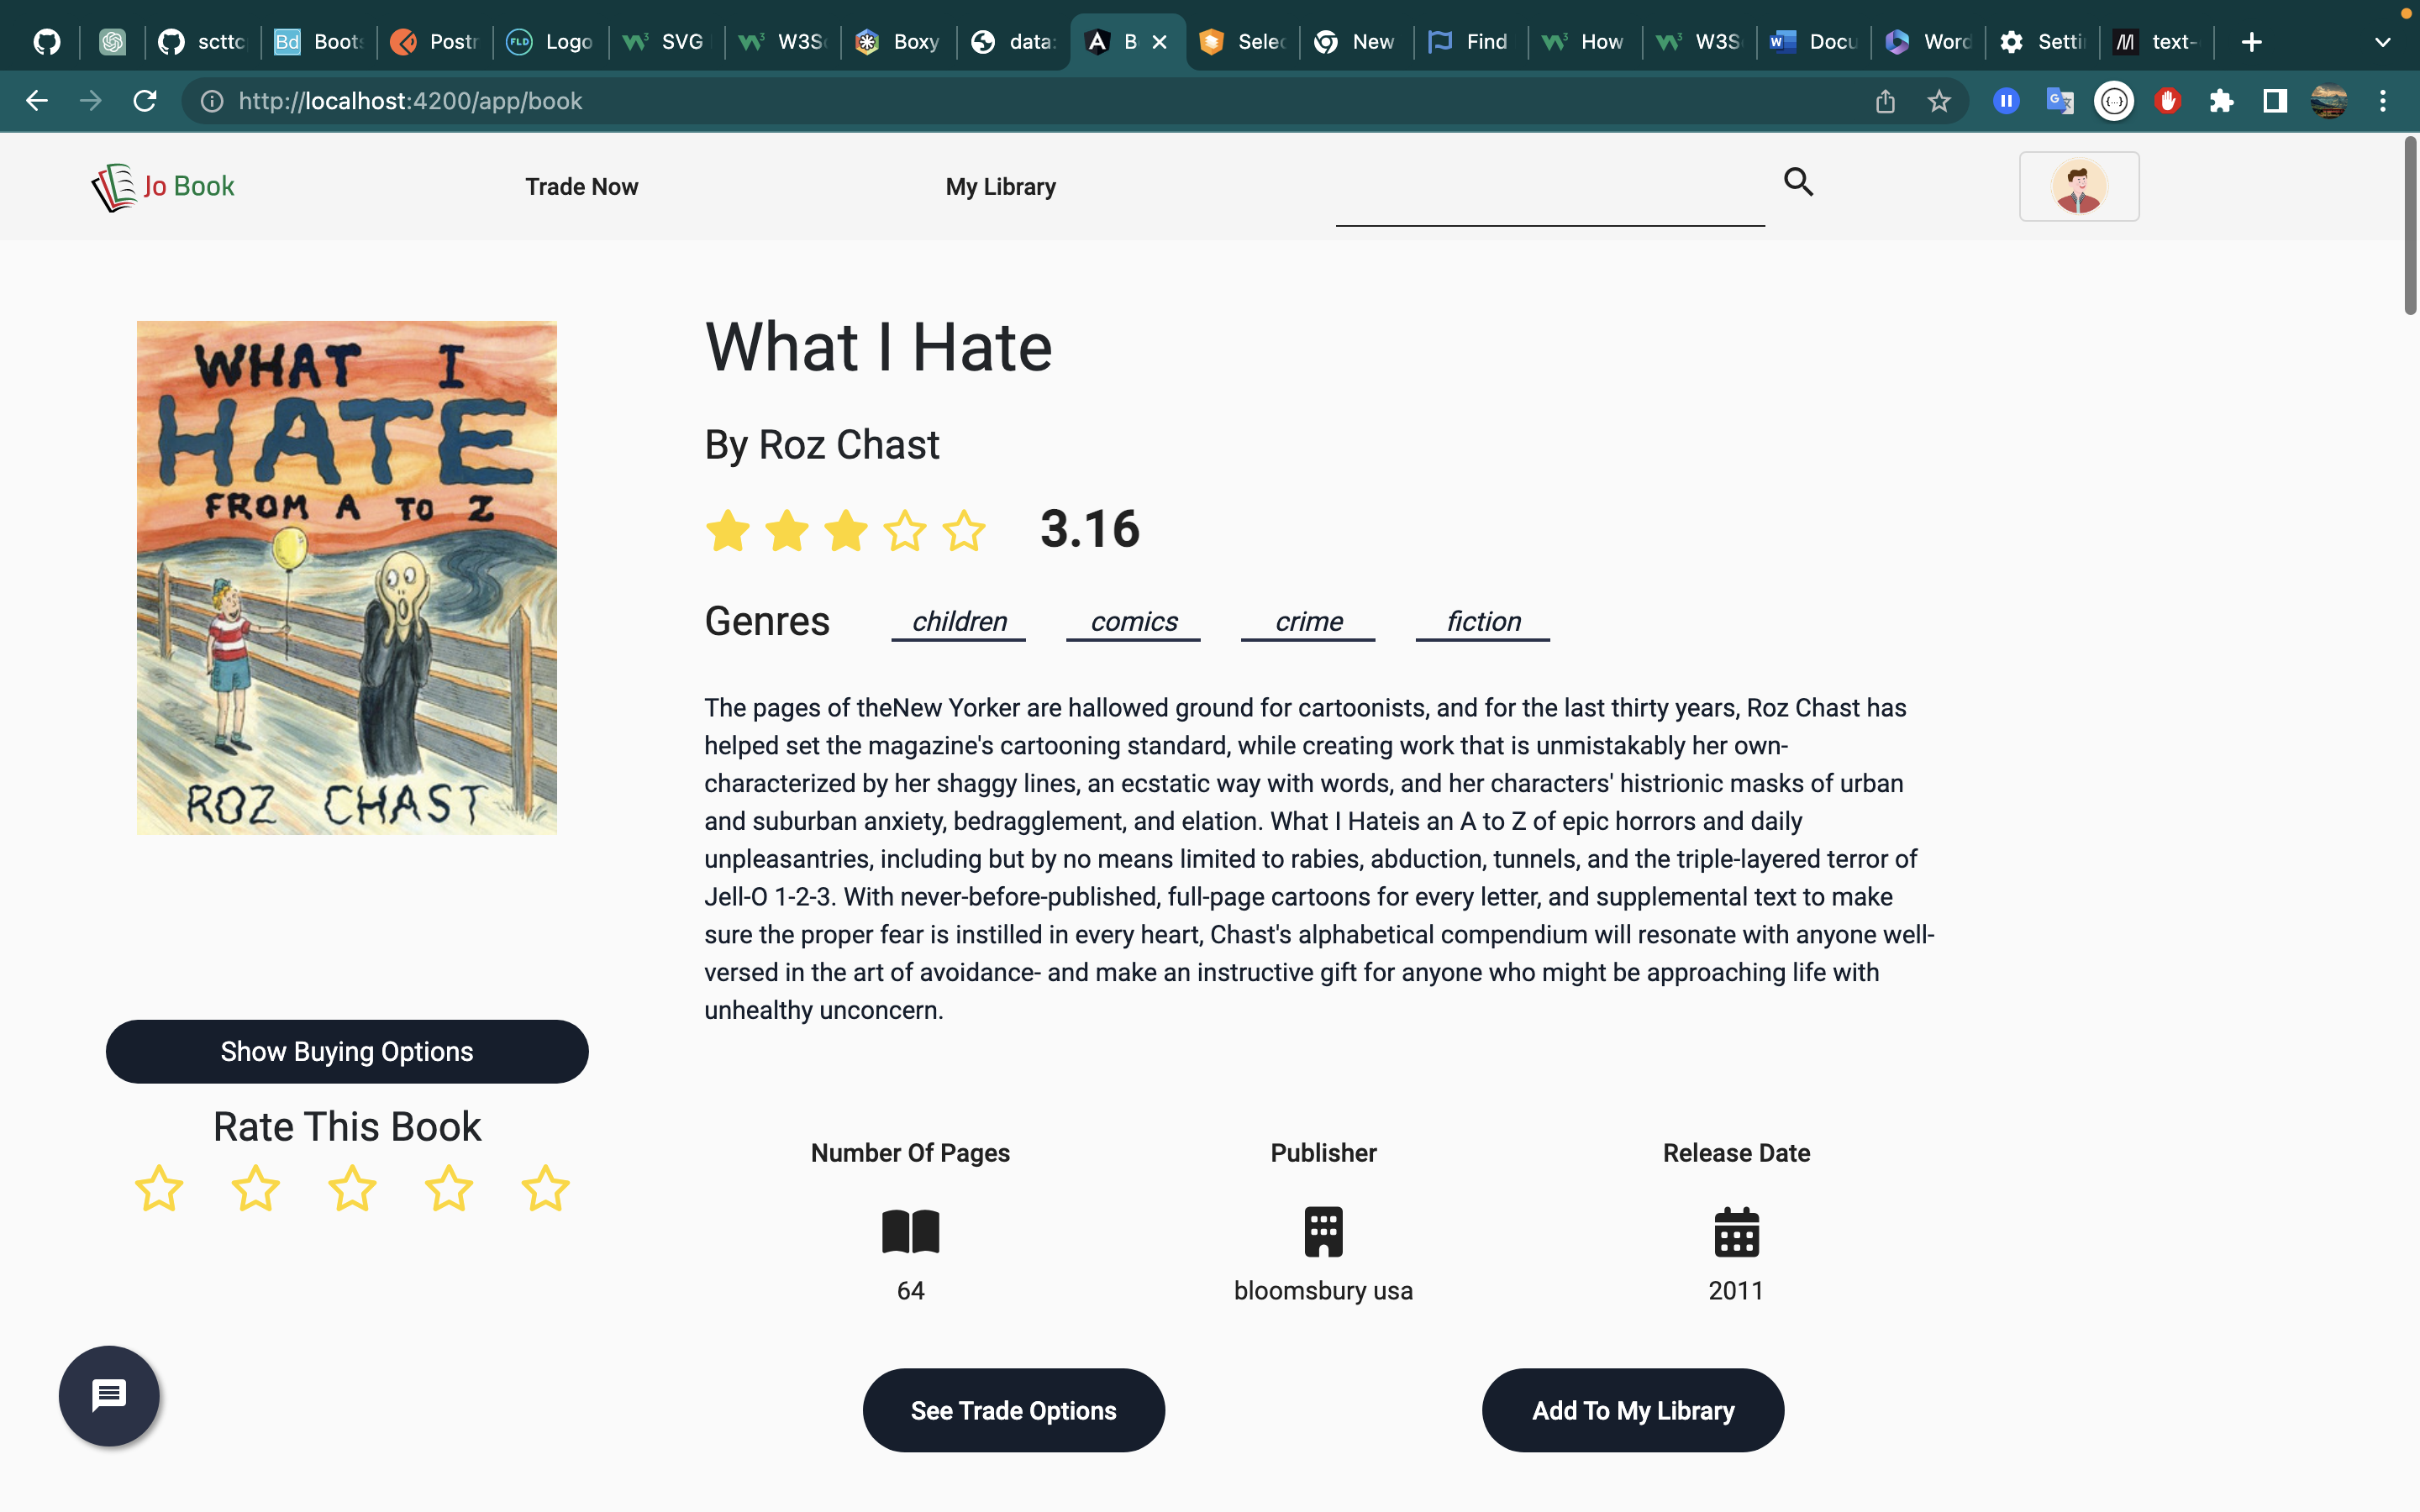 scttc
Bd Boots
Postr
FLD Logo
SVG
W3Sc
Boxy
data:
B
Selec
New
Find
How
W3S
Docu
Word
Setti
text-
http://localhost:4200/app/book
Jo Book
Trade Now
My Library
WHAT I
HATE
FROM A TO Z
ROZ CHAST
What I Hate
By Roz Chast
3.16
Genres children comics crime fiction
The pages of theNew Yorker are hallowed ground for cartoonists, and for the last thirty years, Roz Chast has
helped set the magazine's cartooning standard, while creating work that is unmistakably her own-
characterized by her shaggy lines, an ecstatic way with words, and her characters' histrionic masks of urban
and suburban anxiety, bedragglement, and elation. What I Hateis an A to Z of epic horrors and daily
unpleasantries, including but by no means limited to rabies, abduction, tunnels, and the triple-layered terror of
Jell-O 1-2-3. With never-before-published, full-page cartoons for every letter, and supplemental text to make
sure the proper fear is instilled in every heart, Chast's alphabetical compendium will resonate with anyone well-
versed in the art of avoidance- and make an instructive gift for anyone who might be approaching life with
unhealthy unconcern.
Show Buying Options
Rate This Book
Number Of Pages
64
Publisher
bloomsbury usa
Release Date
2011
See Trade Options
Add To My Library